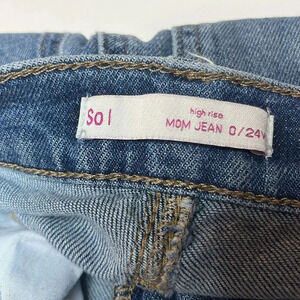 So |
high rise
MOM JEAN 0/24W